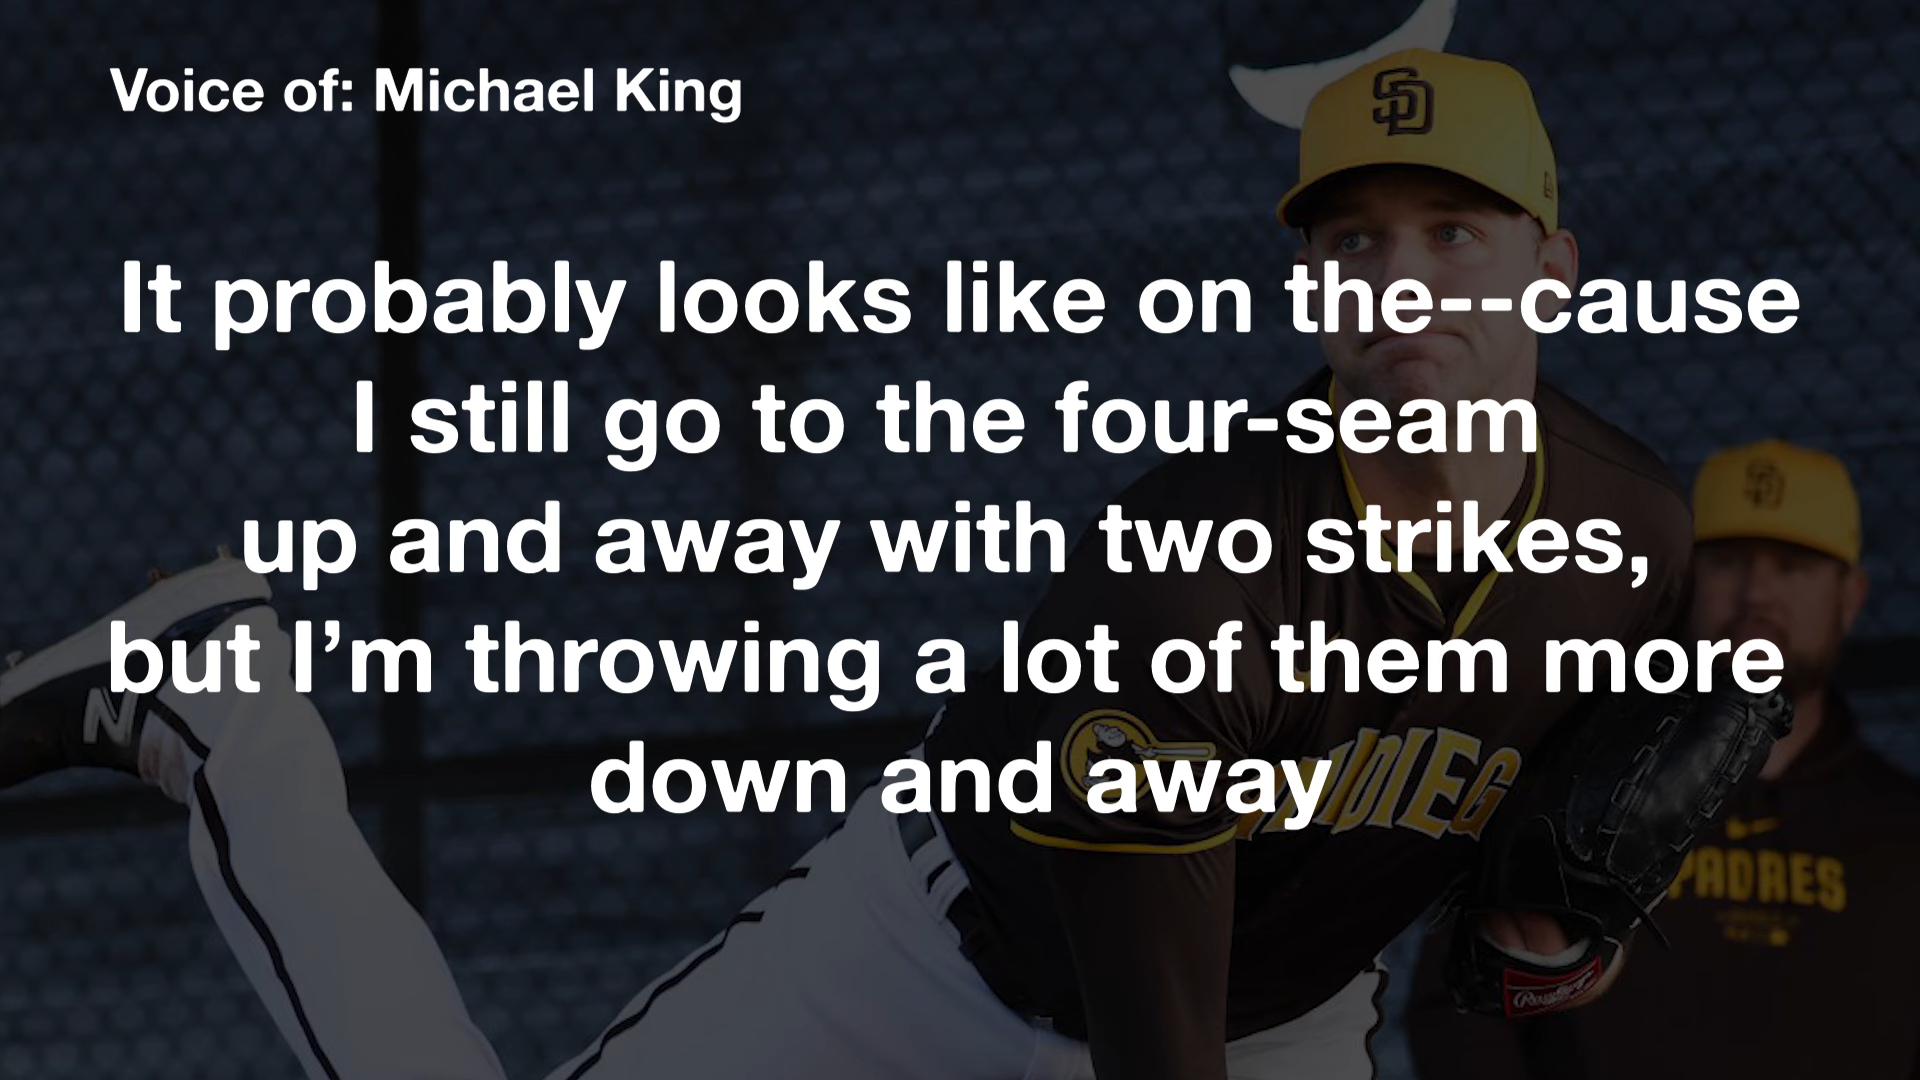 Voice of: Michael King
SD
It probably looks like on the--cause
I still go to the four-seam
SD
up and away with two strikes,
but I’m throwing a lot of them more
N
down and away
PADRES
Rawlings